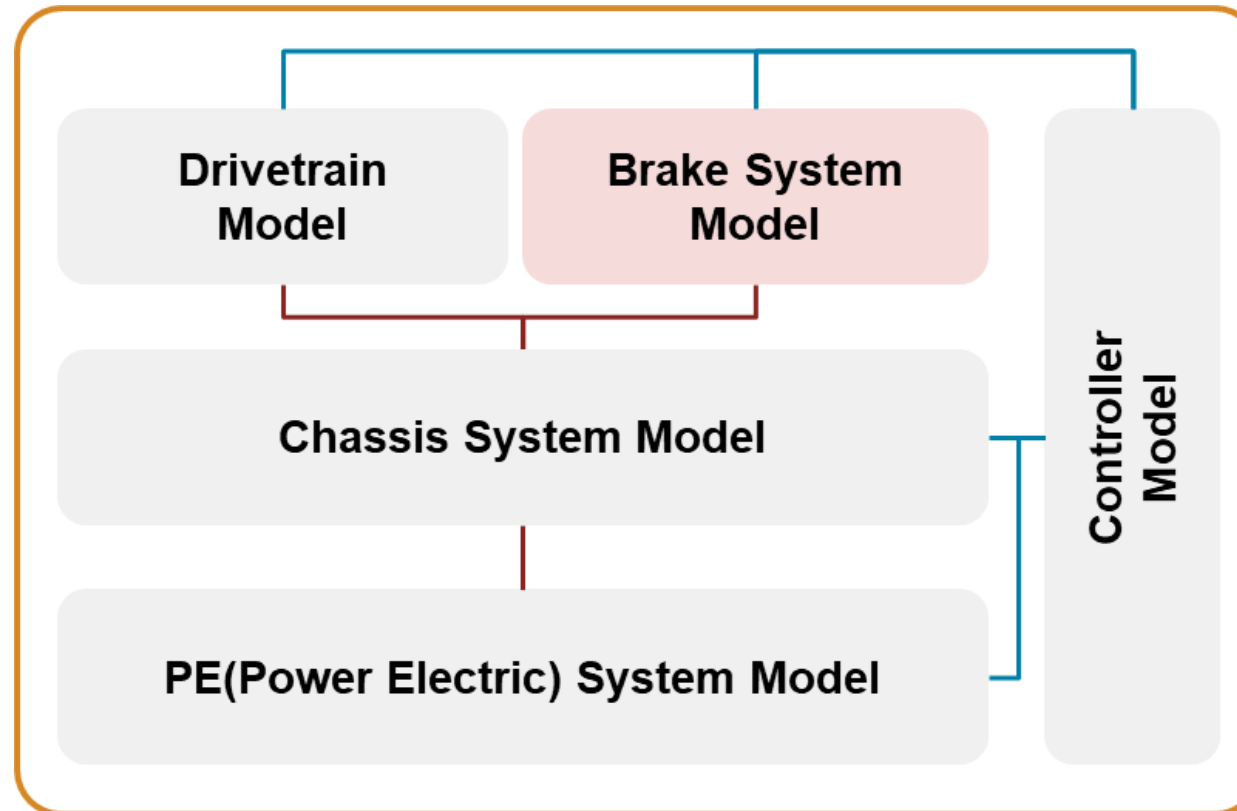 Drivetrain
Model
Brake System
Model
Chassis System Model
PE(Power Electric) System Model
Controller
Model